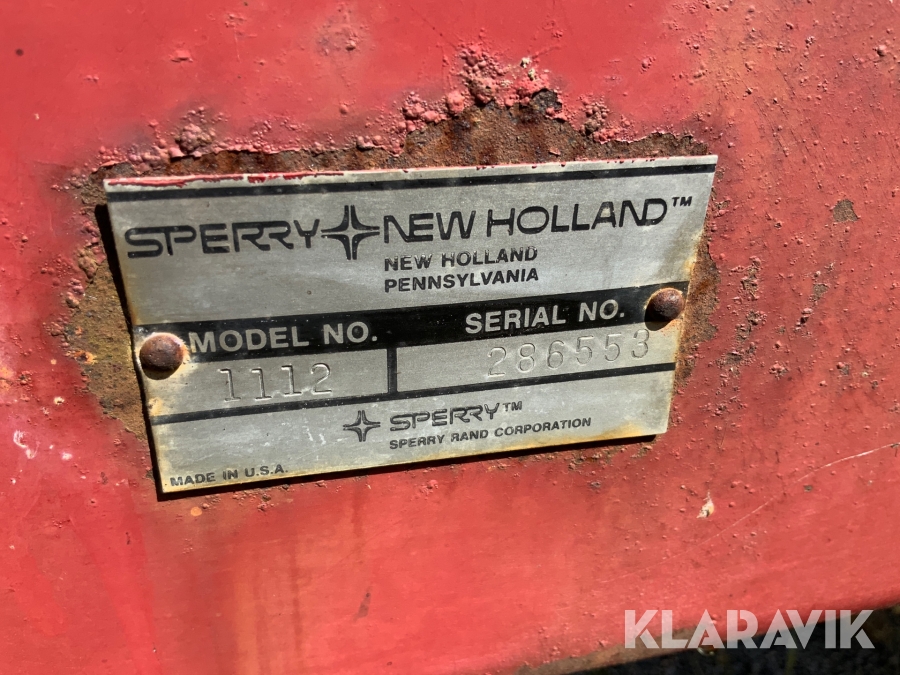 SPERRY NEW HOLLAND™
NEW HOLLAND
PENNSYLVANIA
MODEL NO. SERIAL NO.
1112 286553
SPERRY™
SPERRY RAND CORPORATION
MADE IN U.S.A.
KLARAVIK